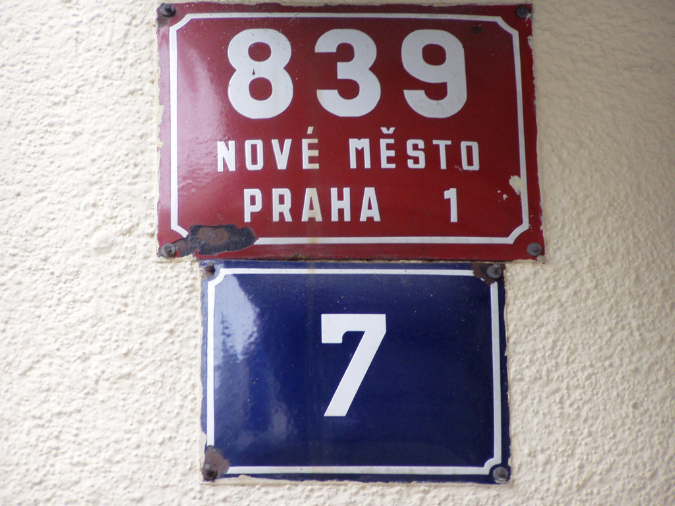 839
NOVÉ MĚSTO
PRAHA 1
7